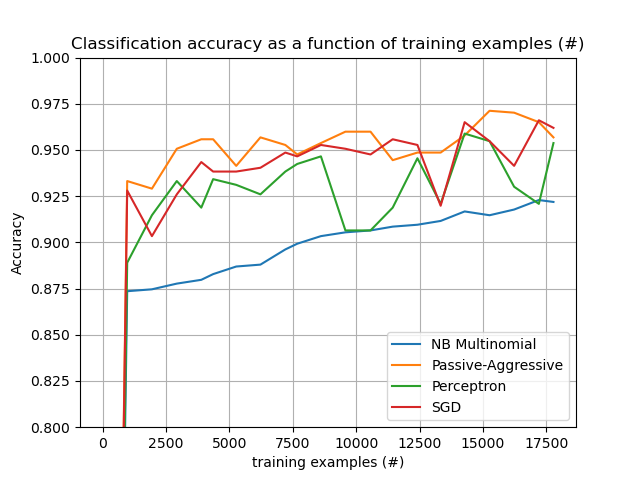 Classification accuracy as a function of training examples (#)
1.000
0.975
0.950
0.925
0.900
0.875
0.850
0.825
0.800
Accuracy
NB Multinomial
Passive-Aggressive
Perceptron
SGD
0 2500 5000 7500 10000 12500 15000 17500
training examples (#)